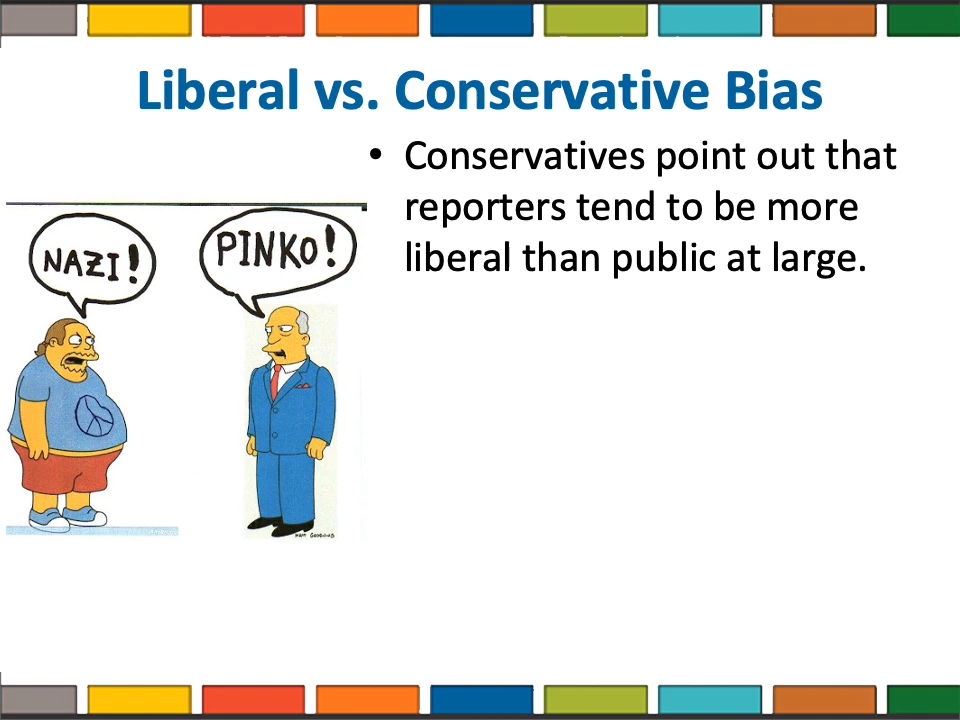 Liberal vs. Conservative Bias
• Conservatives point out that
reporters tend to be more
liberal than public at large.
NAZI!
PINKO!